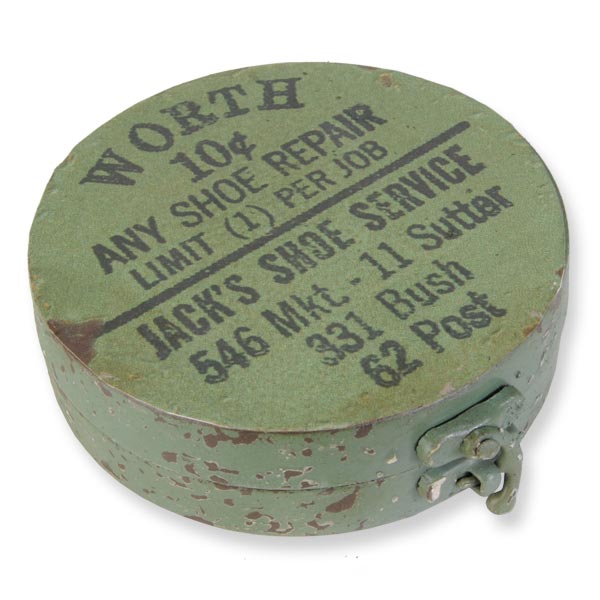 WORTH
10¢
ANY SHOE REPAIR
LIMIT (1) PER JOB
JACK'S SHOE SERVICE
546 Mkt. - 11 Sutter
331 Bush
62 Post